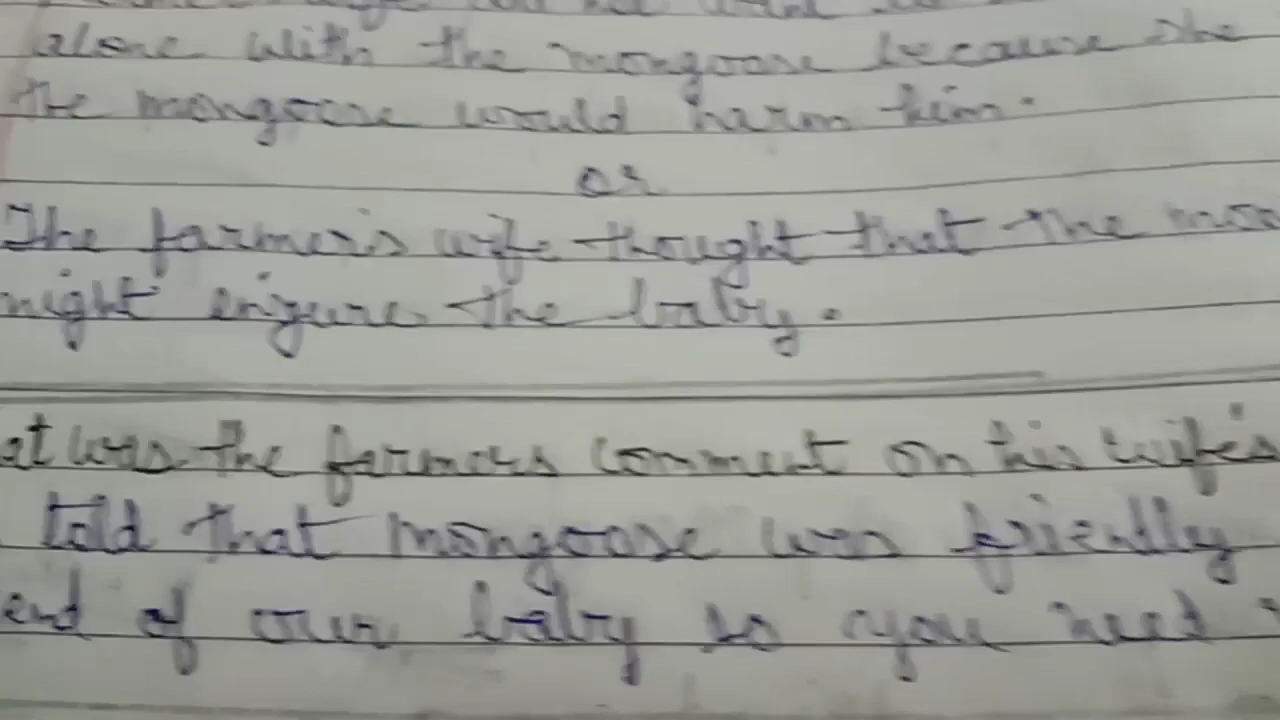 alone with the mongoose because she
the mongoose would harm him.
or
The farmer's wife thought that the mon
might enjure the baby.
at was the farmers comment on his wife's
told that mongoose was friendly
end of our baby so you need